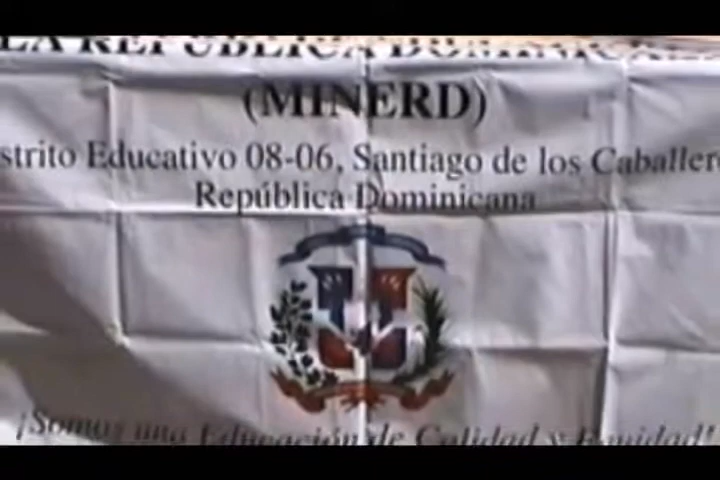 LA REPÚBLICA DOMINICANA
(MINERD)
strito Educativo 08-06, Santiago de los Caballero
República Dominicana
¡Somos una Educación de Calidad y Equidad!